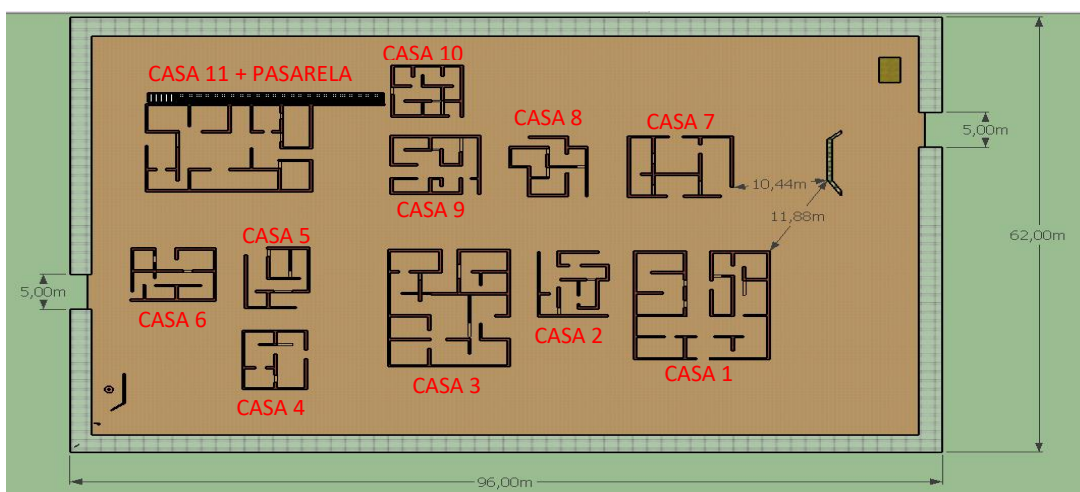 CASA 10
CASA 11 + PASARELA
CASA 8
CASA 7
5,00m
10,44m
CASA 9
11,88m
62,00m
CASA 5
5,00m
CASA 6
CASA 2
CASA 1
CASA 3
CASA 4
96,00m